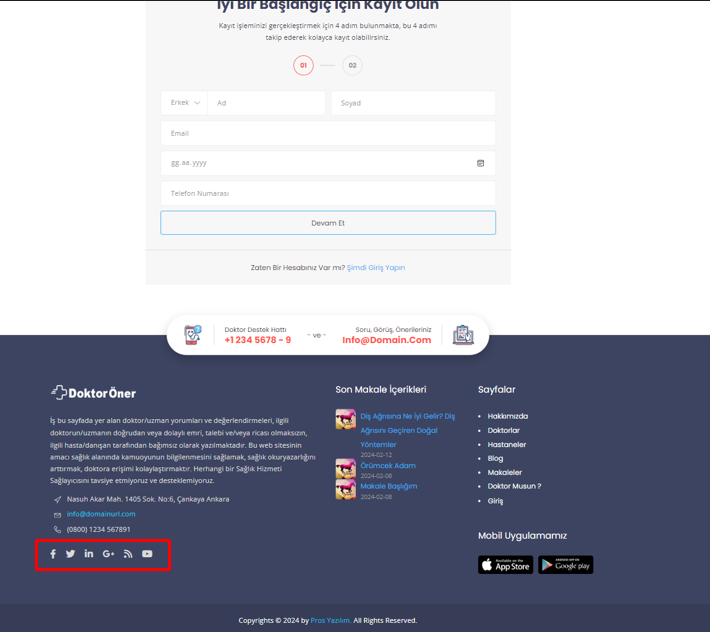 İyi Bir Başlangıç İçin Kayıt Olun
Kayıt işleminizi gerçekleştirmek için 4 adım bulunmakta, bu 4 adımı
takip ederek kolayca kayıt olabilirsiniz.
01
02
Erkek
Ad
Soyad
Email
gg.aa.yyyy
Telefon Numarası
Devam Et
Zaten Bir Hesabınız Var mı? Şimdi Giriş Yapın
Doktor Destek Hattı
+1 234 5678 - 9
~ ve ~
Soru, Görüş, Önerileriniz
Info@Domain.Com
DoktorÖner
İş bu sayfada yer alan doktor/uzman yorumları ve değerlendirmeleri, ilgili
doktorun/uzmanın doğrudan veya dolaylı emri, talebi ve/veya ricası olmaksızın,
ilgili hasta/danışan tarafından bağımsız olarak yazılmaktadır. Bu web sitesinin
amacı sağlık alanında kamuoyunun bilgilenmesini sağlamak, sağlık okuryazarlığını
arttırmak, doktora erişimi kolaylaştırmaktır. Herhangi bir Sağlık Hizmeti
Sağlayıcısını tavsiye etmiyoruz ve desteklemiyoruz.
Nasuh Akar Mah. 1405 Sok. No:6, Çankaya Ankara
info@domainurl.com
(0800) 1234 567891
Son Makale İçerikleri
Diş Ağrısına Ne İyi Gelir? Diş
Ağrısını Geçiren Doğal
Yöntemler
2024-02-12
Örümcek Adam
2024-02-08
Makale Başlığım
2024-02-08
Sayfalar
Hakkımızda
Doktorlar
Hastaneler
Blog
Makaleler
Doktor Musun ?
Giriş
Mobil Uygulamamız
Available on the
App Store
ANDROID APP ON
Google play
Copyrights © 2024 by Pros Yazılım. All Rights Reserved.